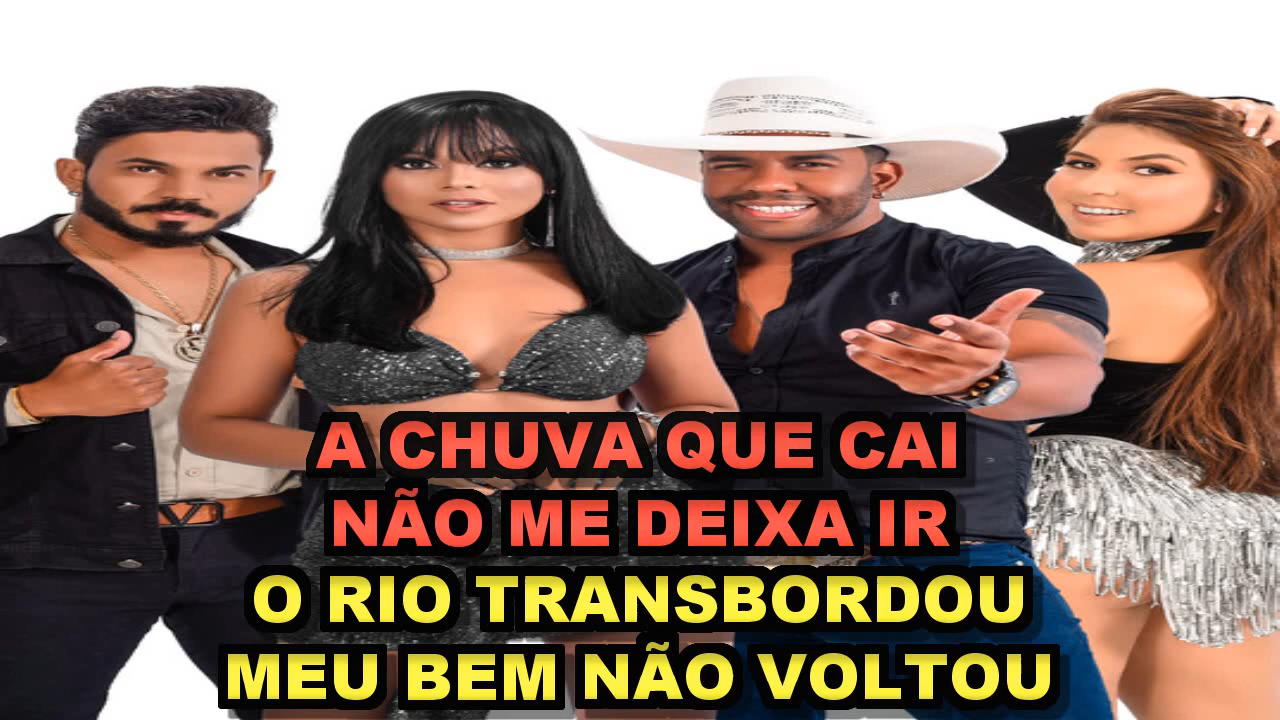 A CHUVA QUE CAI
NÃO ME DEIXA IR
O RIO TRANSBORDOU
MEU BEM NÃO VOLTOU